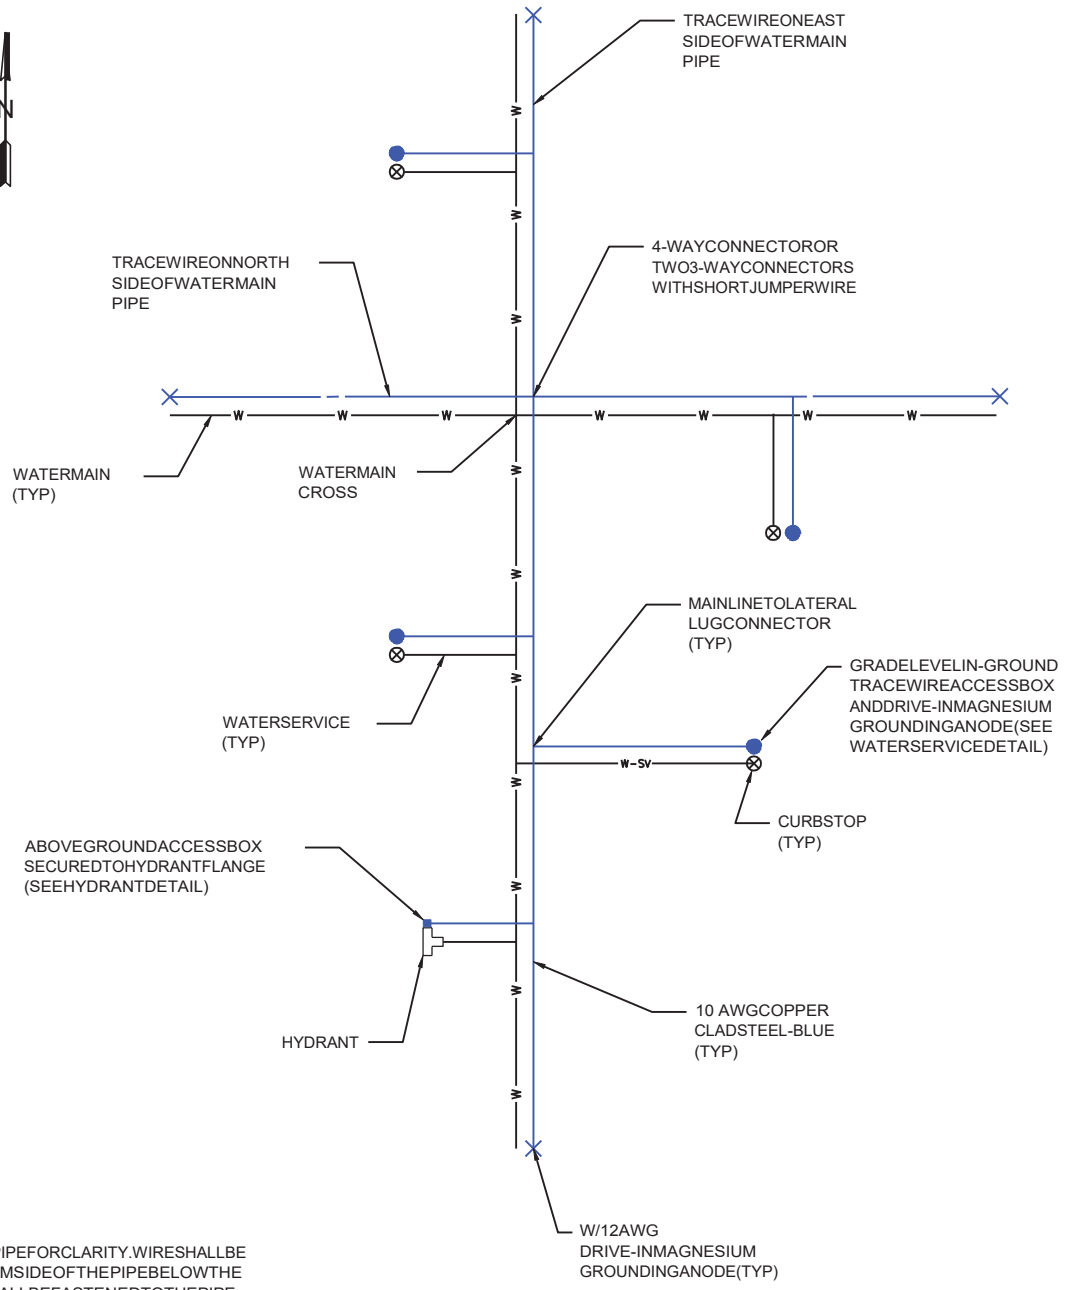 TRACEWIREONEAST
SIDEOFWATERMAIN
PIPE
N
W
W
TRACEWIREONNORTH
SIDEOFWATERMAIN
PIPE
4-WAYCONNECTOROR
TWO3-WAYCONNECTORS
WITHSHORTJUMPERWIRE
W
W W W W W W W
WATERMAIN
(TYP)
WATERMAIN
CROSS
W
W
MAINLINETOLATERAL
LUGCONNECTOR
(TYP)
GRADELEVELIN-GROUND
TRACEWIREACCESSBOX
ANDDRIVE-INMAGNESIUM
GROUNDINGANODE(SEE
WATERSERVICEDETAIL)
W
WATERSERVICE
(TYP)
W-SV
W
CURBSTOP
(TYP)
ABOVEGROUNDACCESSBOX
SECUREDTOHYDRANTFLANGE
(SEEHYDRANTDETAIL)
W
W
10 AWGCOPPER
CLADSTEEL-BLUE
(TYP)
HYDRANT
W
W/12AWG
DRIVE-INMAGNESIUM
GROUNDINGANODE(TYP)
IPEFORCLARITY.WIRESHALLBE
MSIDEOFTHEPIPEBELOWTHE
ALLBEFASTENEDTOTHEPIPE